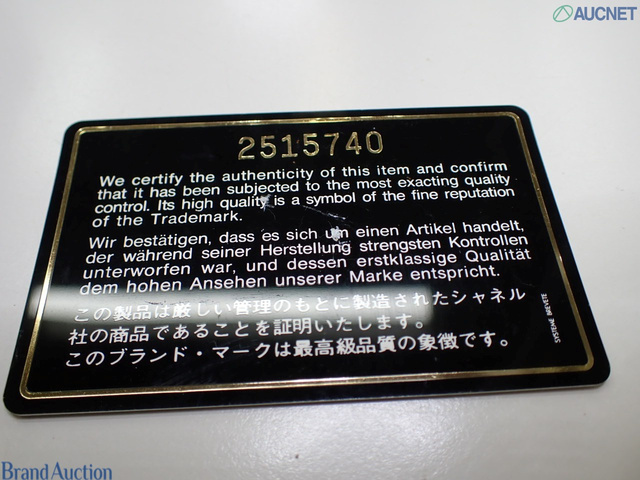 AUCNET
2515740
We certify the authenticity of this item and confirm
that it has been subjected to the most exacting quality
control. Its high quality is a symbol of the fine reputation
of the Trademark.
Wir bestätigen, dass es sich um einen Artikel handelt,
der während seiner Herstellung strengsten Kontrollen
unterworfen war, und dessen erstklassige Qualität
dem hohen Ansehen unserer Marke entspricht.
この製品は厳しい管理のもとに製造されたシャネル
社の商品であることを証明いたします。
このブランド・マークは最高級品質の象徴です。
SYSTEME BREVETE
Brand Auction